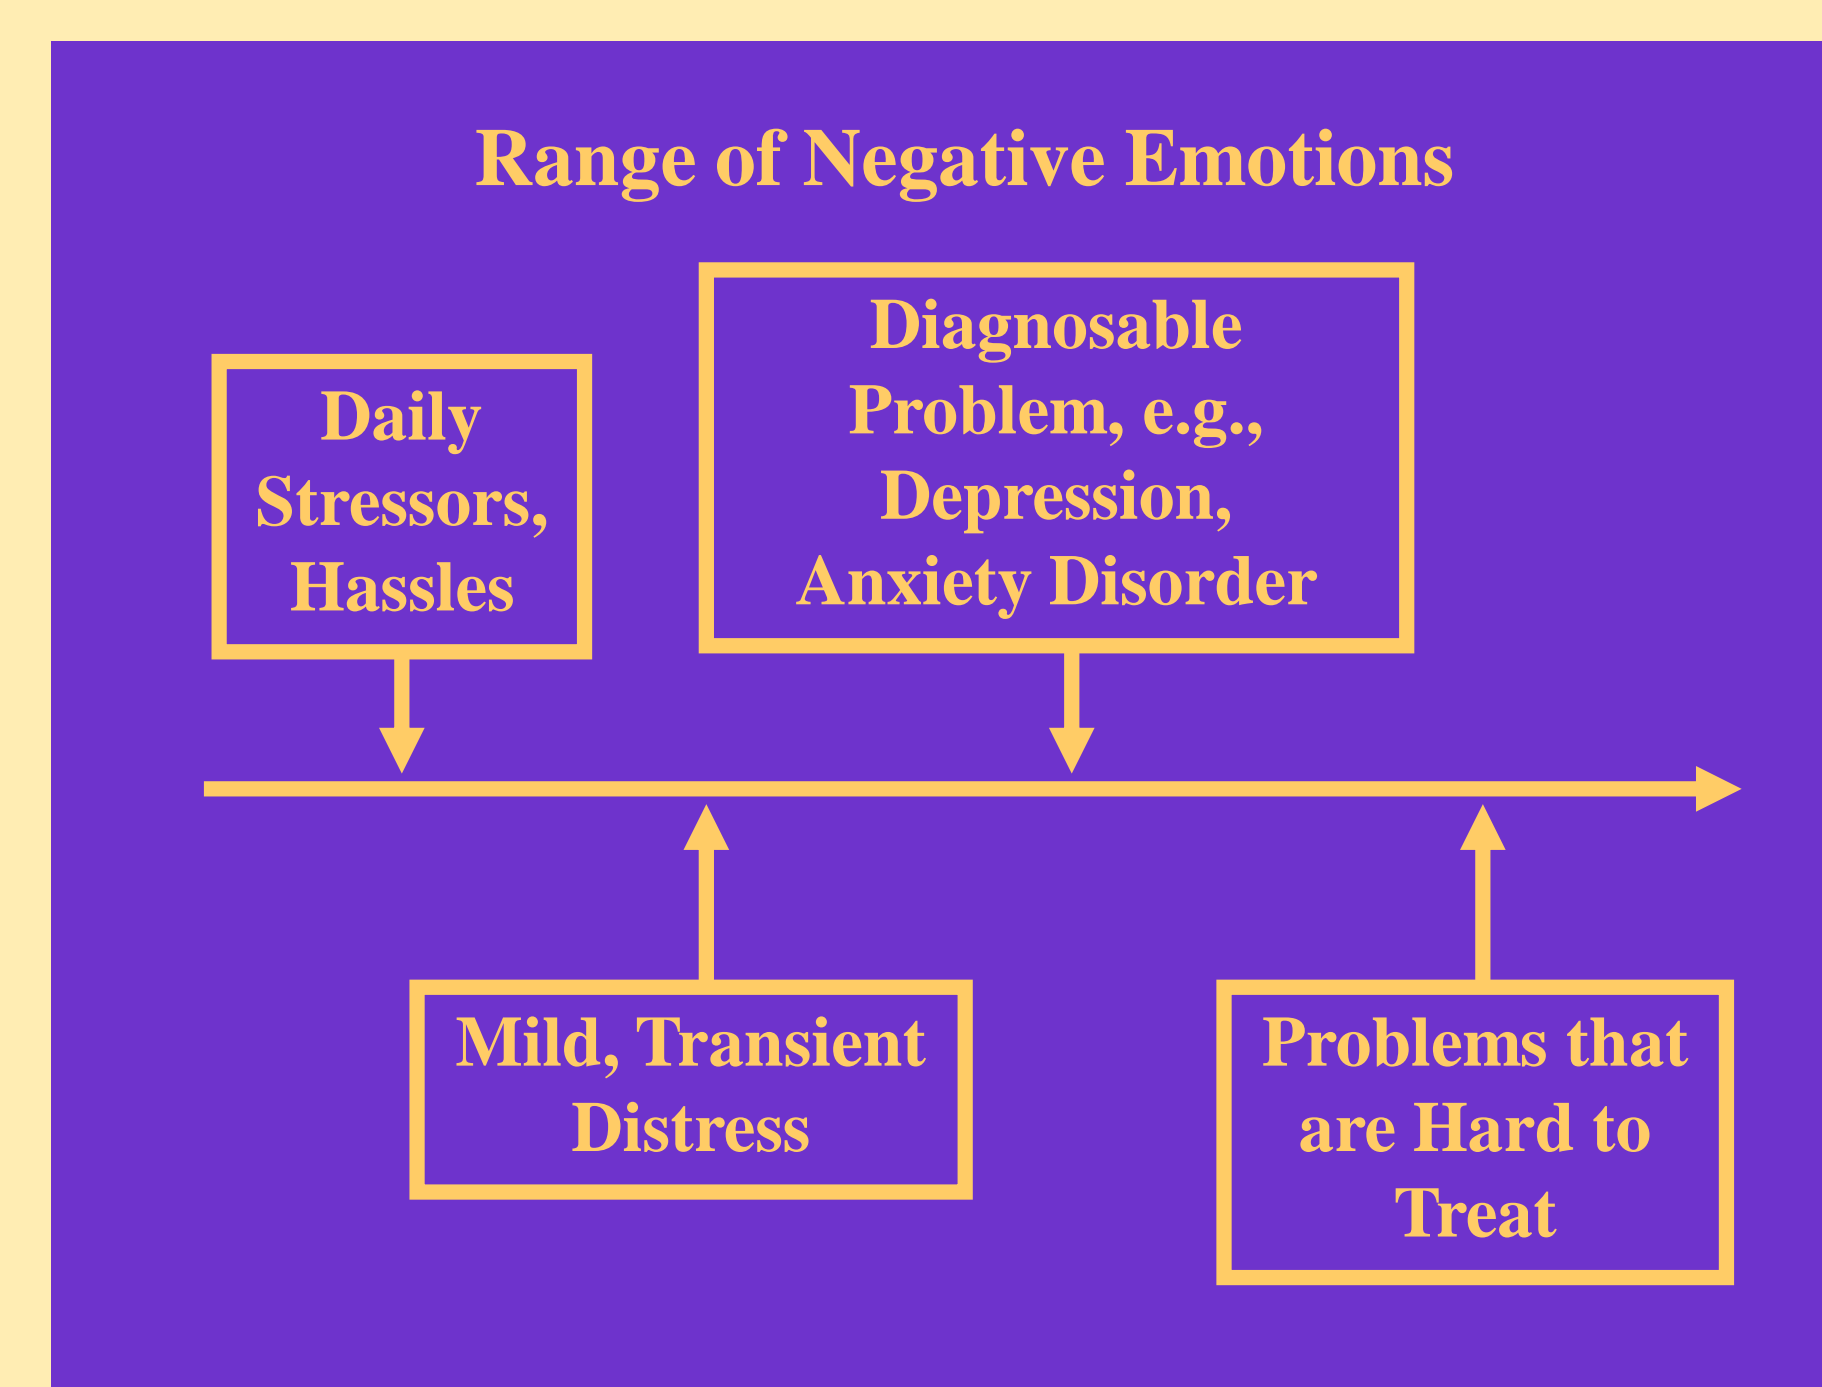 Range of Negative Emotions
Daily
Stressors,
Hassles
Diagnosable
Problem, e.g.,
Depression,
Anxiety Disorder
Mild, Transient
Distress
Problems that
are Hard to
Treat